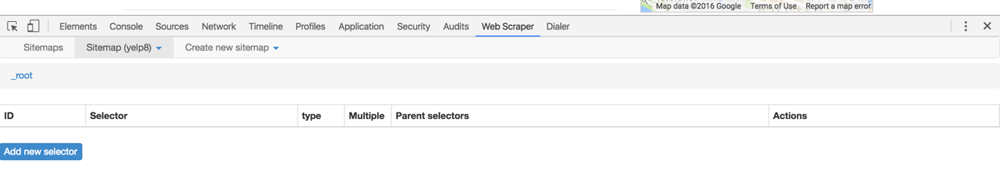 Map data ©2016 Google Terms of Use Report a map error
Elements Console Sources Network Timeline Profiles Application Security Audits Web Scraper Dialer
Sitemaps Sitemap (yelp8) Create new sitemap
_root
ID Selector type Multiple Parent selectors Actions
Add new selector